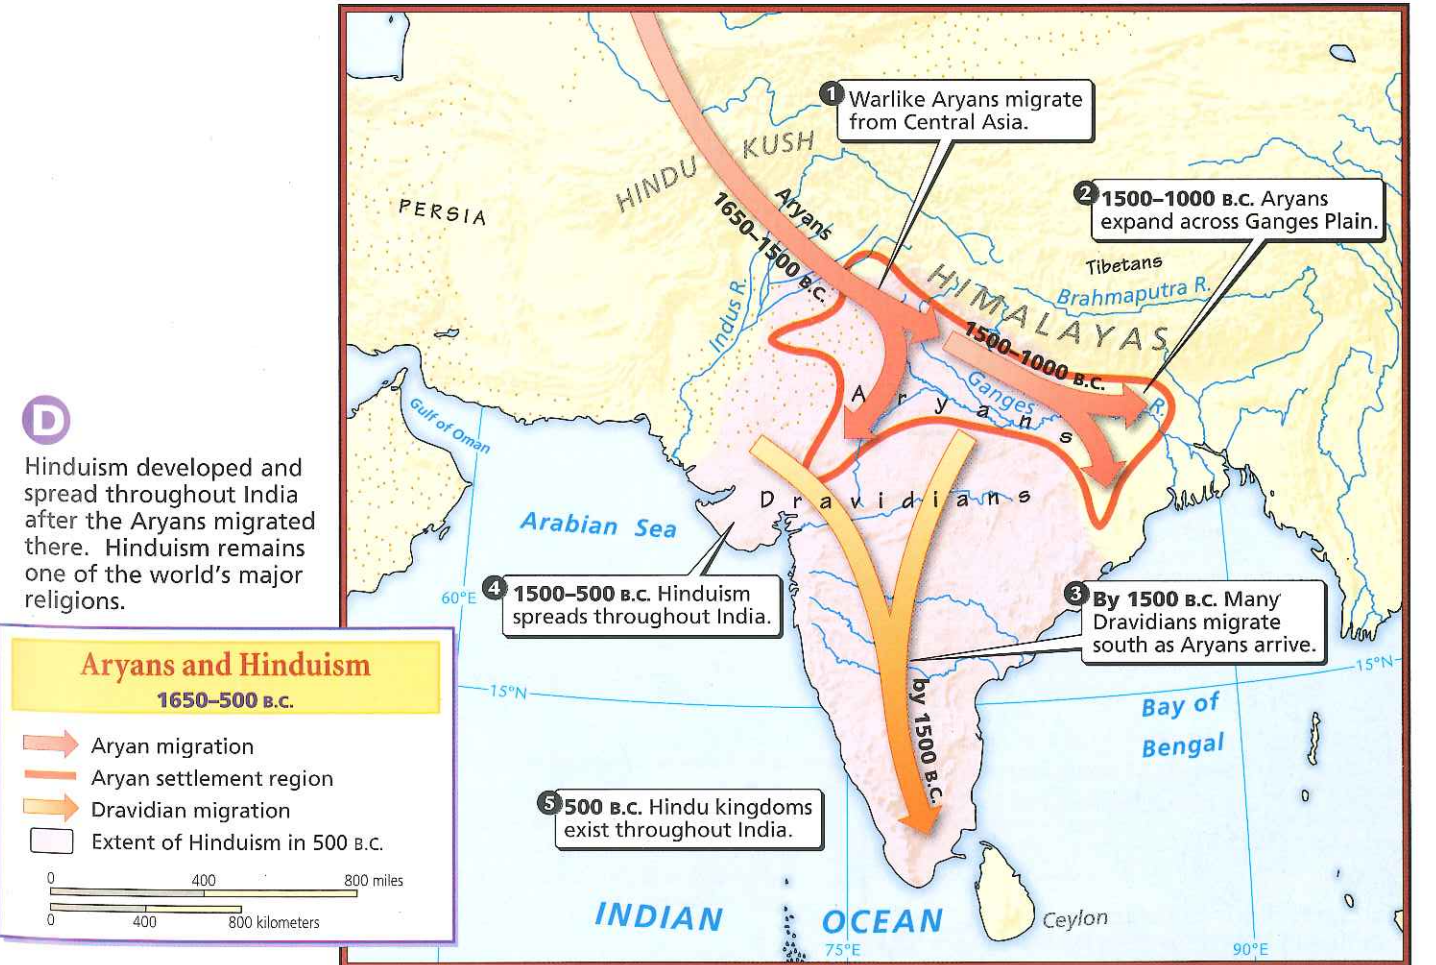 D
Hinduism developed and
spread throughout India
after the Aryans migrated
there. Hinduism remains
one of the world's major
religions.
Aryans and Hinduism
1650–500 B.C.
Aryan migration
Aryan settlement region
Dravidian migration
Extent of Hinduism in 500 B.C.
0 400 800 miles
0 400 800 kilometers
1 Warlike Aryans migrate
from Central Asia.
HINDU KUSH
PERSIA
Aryans
1650–1500 B.C.
2 1500–1000 B.C. Aryans
expand across Ganges Plain.
Tibetans
Brahmaputra R.
HIMALAYAS
Indus R.
1500–1000 B.C.
Ganges R.
Aryans
Gulf of Oman
Dravidians
Arabian Sea
60°E
4 1500–500 B.C. Hinduism
spreads throughout India.
3 By 1500 B.C. Many
Dravidians migrate
south as Aryans arrive.
15°N
15°N
by 1500 B.C.
Bay of
Bengal
5 500 B.C. Hindu kingdoms
exist throughout India.
INDIAN OCEAN
Ceylon
75°E
90°E